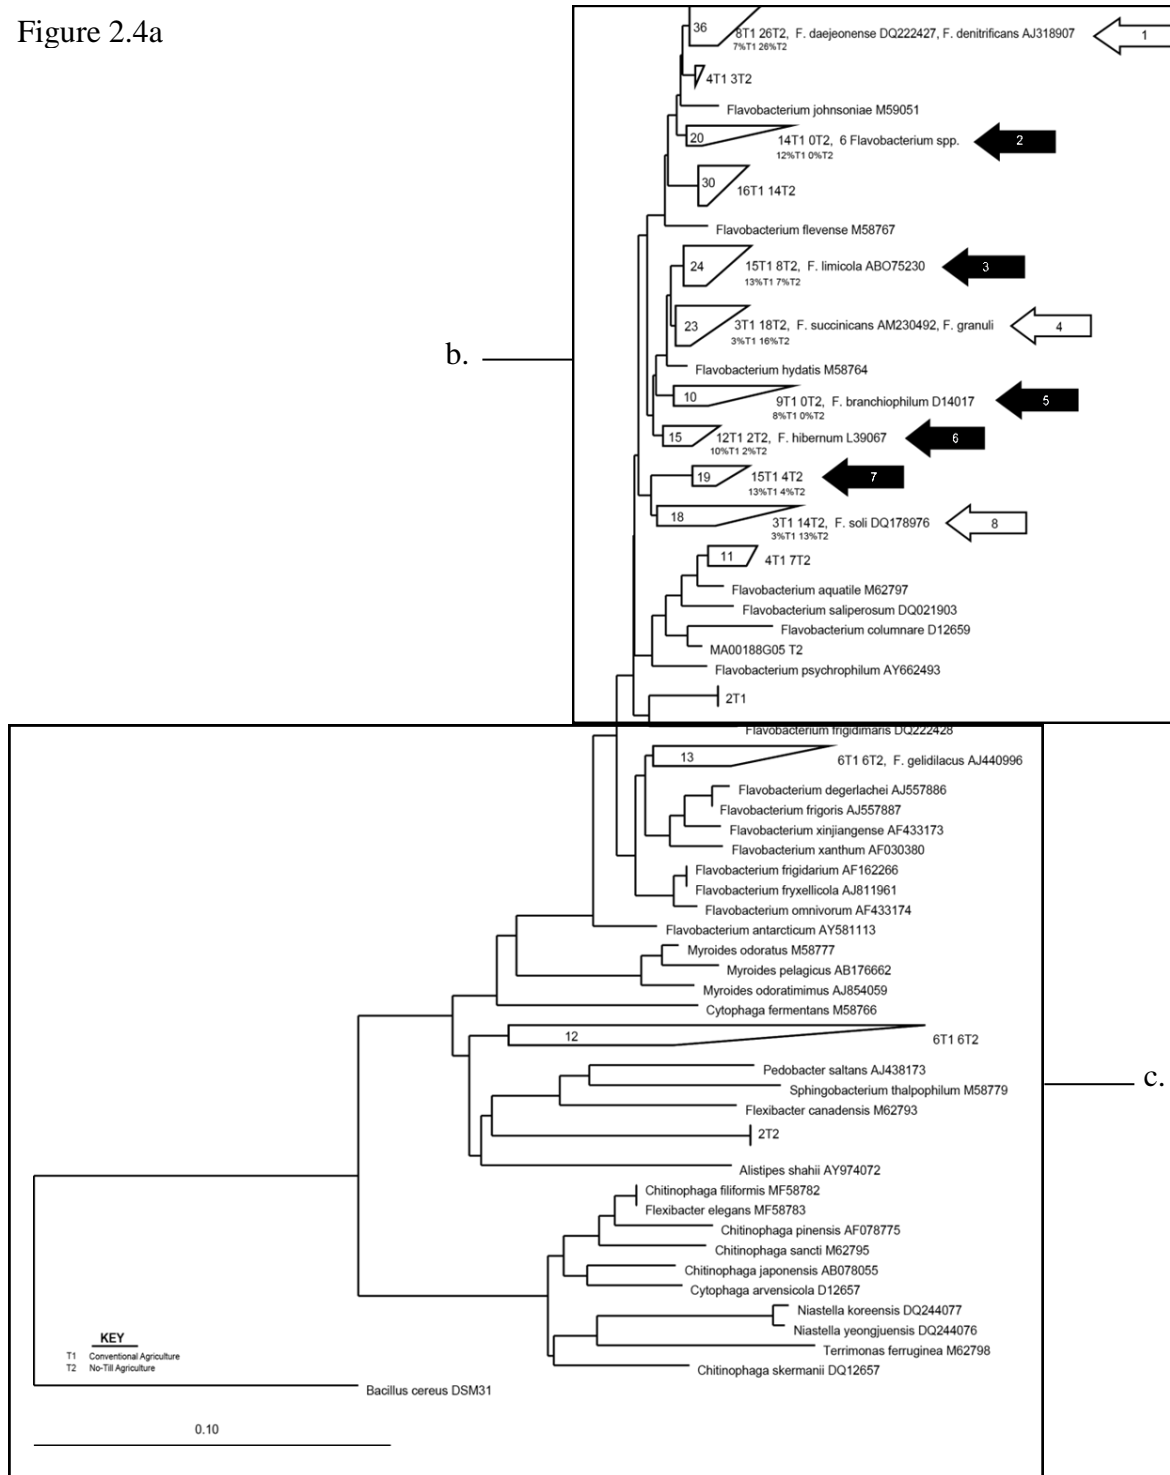 Figure 2.4a
36
8T1 26T2, F. daejeonense DQ222427, F. denitrificans AJ318907
1
7%T1 26%T2
4T1 3T2
Flavobacterium johnsoniae M59051
20
14T1 0T2, 6 Flavobacterium spp.
2
12%T1 0%T2
30
16T1 14T2
Flavobacterium flevense M58767
24
15T1 8T2, F. limicola ABO75230
3
13%T1 7%T2
23
3T1 18T2, F. succinicans AM230492, F. granuli
4
3%T1 16%T2
b.
Flavobacterium hydatis M58764
10
9T1 0T2, F. branchiophilum D14017
5
8%T1 0%T2
15
12T1 2T2, F. hibernum L39067
6
10%T1 2%T2
19
15T1 4T2
7
13%T1 4%T2
18
3T1 14T2, F. soli DQ178976
8
3%T1 13%T2
11
4T1 7T2
Flavobacterium aquatile M62797
Flavobacterium saliperosum DQ021903
Flavobacterium columnare D12659
MA00188G05 T2
Flavobacterium psychrophilum AY662493
2T1
Flavobacterium frigidimaris DQ222428
13
6T1 6T2, F. gelidilacus AJ440996
Flavobacterium degerlachei AJ557886
Flavobacterium frigoris AJ557887
Flavobacterium xinjiangense AF433173
Flavobacterium xanthum AF030380
Flavobacterium frigidarium AF162266
Flavobacterium fryxellicola AJ811961
Flavobacterium omnivorum AF433174
Flavobacterium antarcticum AY581113
Myroides odoratus M58777
Myroides pelagicus AB176662
Myroides odoratimimus AJ854059
Cytophaga fermentans M58766
12
6T1 6T2
Pedobacter saltans AJ438173
c.
Sphingobacterium thalpophilum M58779
Flexibacter canadensis M62793
2T2
Alistipes shahii AY974072
Chitinophaga filiformis MF58782
Flexibacter elegans MF58783
Chitinophaga pinensis AF078775
Chitinophaga sancti M62795
Chitinophaga japonensis AB078055
Cytophaga arvensicola D12657
Niastella koreensis DQ244077
Niastella yeongjuensis DQ244076
Terrimonas ferruginea M62798
Chitinophaga skermanii DQ12657
KEY
T1 Conventional Agriculture
T2 No-Till Agriculture
Bacillus cereus DSM31
0.10